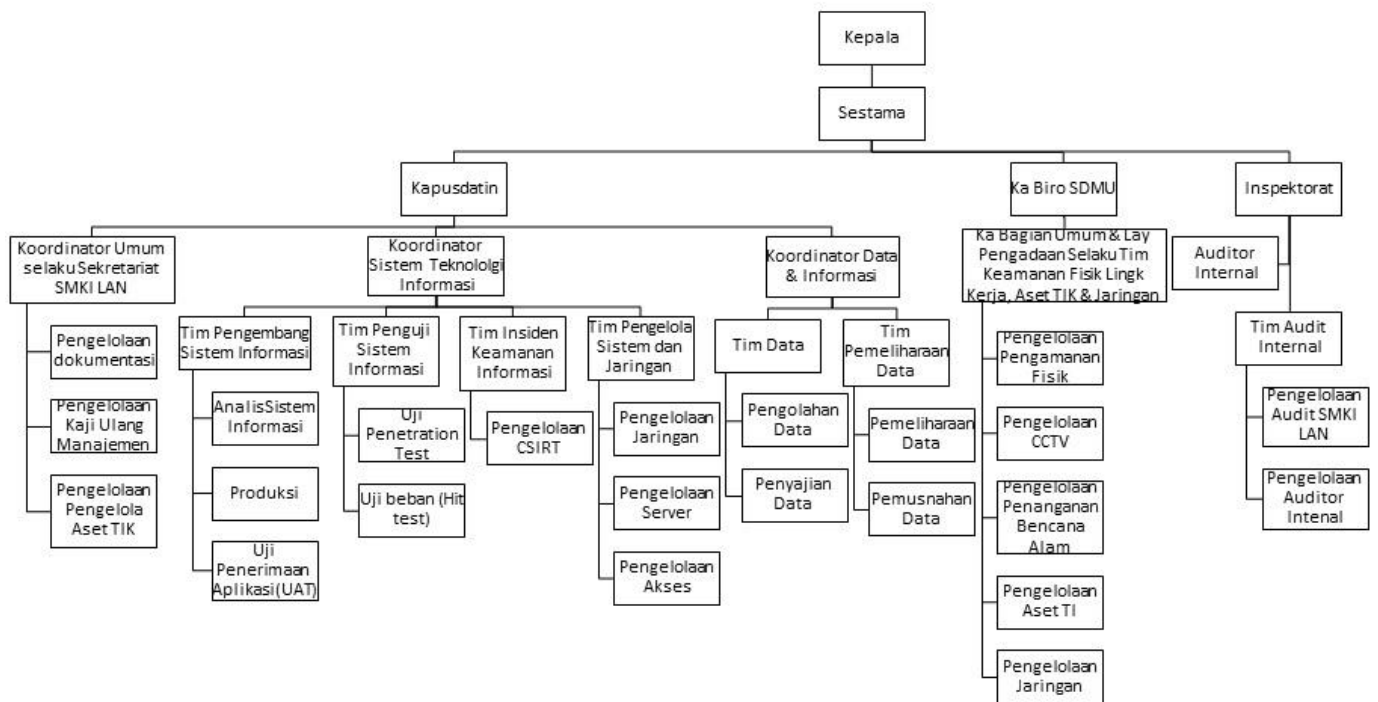 Kepala
Sestama
Kapusdatin
Ka Biro SDMU
Inspektorat
Koordinator Umum
selaku Sekretariat
SMKI LAN
Koordinator
Sistem Teknololgi
Informasi
Koordinator Data
& Informasi
Ka Bagian Umum & Lay
Pengadaan Selaku Tim
Keamanan Fisik Lingk
Kerja, Aset TIK & Jaringan
Auditor
Internal
Pengelolaan
dokumentasi
Pengelolaan
Kaji Ulang
Manajemen
Pengelolaan
Pengelola
Aset TIK
Tim Pengembang
Sistem Informasi
Analis Sistem
Informasi
Produksi
Uji
Penerimaan
Aplikasi (UAT)
Tim Penguji
Sistem
Informasi
Uji
Penetration
Test
Uji beban (Hit
test)
Tim Insiden
Keamanan
Informasi
Pengelolaan
CSIRT
Tim Pengelola
Sistem dan
Jaringan
Pengelolaan
Jaringan
Pengelolaan
Server
Pengelolaan
Akses
Tim Data
Pengolahan
Data
Penyajian
Data
Tim
Pemeliharaan
Data
Pemeliharaan
Data
Pemusnahan
Data
Pengelolaan
Pengamanan
Fisik
Pengelolaan
CCTV
Pengelolaan
Penanganan
Bencana
Alam
Pengelolaan
Aset TI
Pengelolaan
Jaringan
Tim Audit
Internal
Pengelolaan
Audit SMKI
LAN
Pengelolaan
Auditor
Intenal